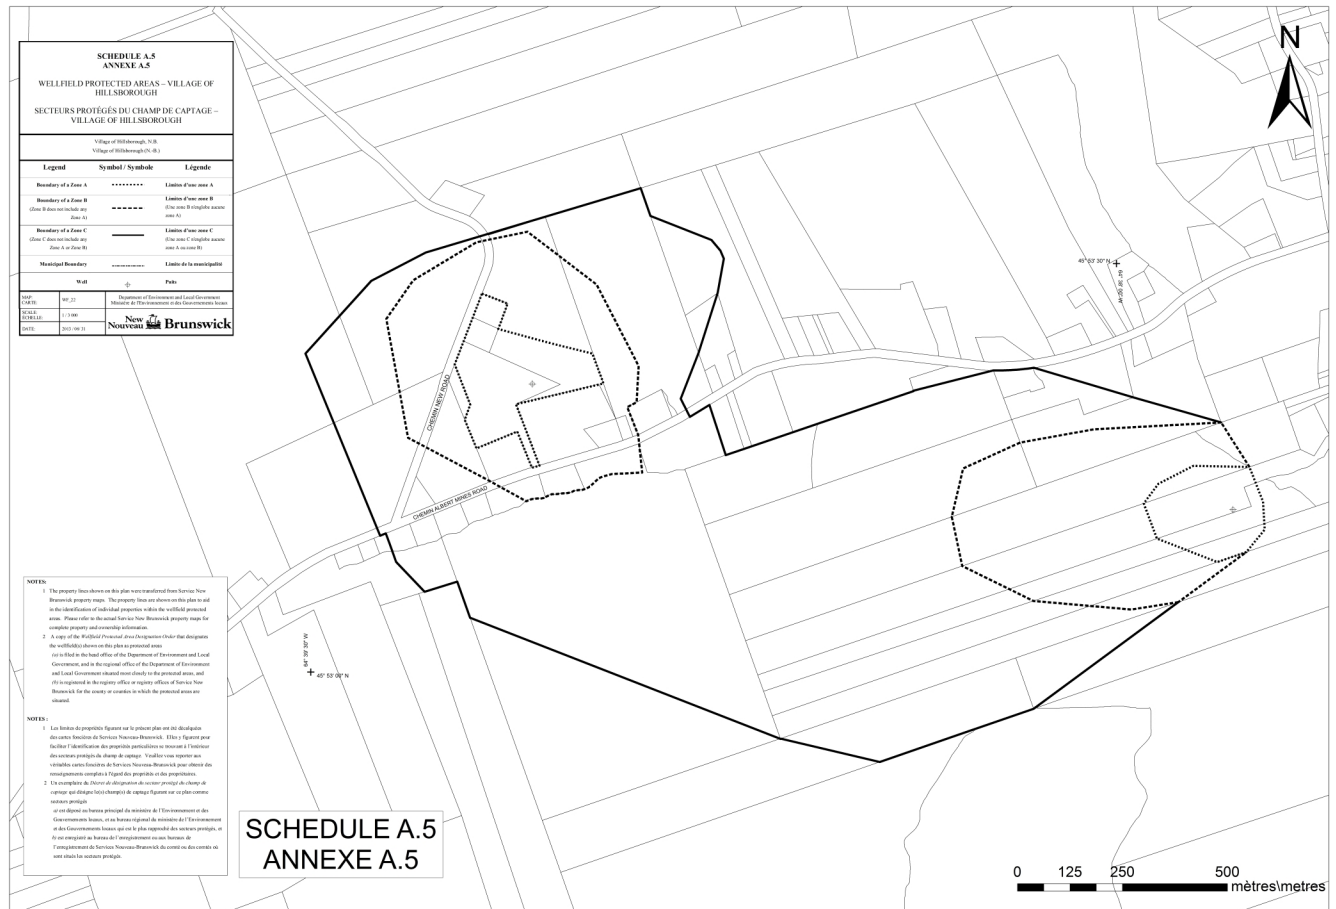 SCHEDULE A.5
ANNEXE A.5
WELLFIELD PROTECTED AREAS – VILLAGE OF
HILLSBOROUGH
SECTEURS PROTÉGÉS DU CHAMP DE CAPTAGE –
VILLAGE OF HILLSBOROUGH
Village of Hillsborough, N.B.
Village of Hillsborough (N.-B.)
Legend Symbol / Symbole Légende
Boundary of a Zone A Limites d'une zone A
Boundary of a Zone B Limites d'une zone B
(Zone B does not include any (Une zone B n'englobe aucune
Zone A) zone A)
Boundary of a Zone C Limites d'une zone C
(Zone C does not include any (Une zone C n'englobe aucune
Zone A or Zone B) zone A ou zone B)
Municipal Boundary Limite de la municipalité
Well Puits
MAP: WF_22
CARTE:
Department of Environment and Local Government
Ministère de l'Environnement et des Gouvernements locaux
SCALE:
ÉCHELLE:
DATE:
New
Nouveau Brunswick
N
45° 53' 30" N
CHEMIN NEW ROAD
CHEMIN ALBERT MINES ROAD
64° 39' 30" W
45° 53' 00" N
NOTES:
1 The property lines shown on this plan were transferred from Service New
Brunswick property maps. The property lines are shown on this plan to aid
in the identification of individual properties within the wellfield protected
areas. Please refer to the actual Service New Brunswick property maps for
complete property and ownership information.
2 A copy of the Wellfield Protected Area Designation Order that designates
the wellfield(s) shown on this plan as protected areas
(a) is filed in the head office of the Department of Environment and Local
Government, and in the regional office of the Department of Environment
and Local Government situated most closely to the protected areas, and
(b) is registered in the registry office or registry offices of Service New
Brunswick for the county or counties in which the protected areas are
situated.
NOTES :
1 Les limites de propriétés figurant sur le présent plan ont été décalquées
des cartes foncières de Services Nouveau-Brunswick. Elles y figurent pour
faciliter l'identification des propriétés particulières se trouvant à l'intérieur
des secteurs protégés du champ de captage. Veuillez vous reporter aux
véritables cartes foncières de Services Nouveau-Brunswick pour obtenir des
renseignements complets à l'égard des propriétés et des propriétaires.
2 Un exemplaire du Décret de désignation du secteur protégé du champ de
captage qui désigne le(s) champ(s) de captage figurant sur ce plan comme
secteurs protégés
a) est déposé au bureau principal du ministère de l'Environnement et des
Gouvernements locaux, et au bureau régional du ministère de l'Environnement
et des Gouvernements locaux qui est le plus rapproché des secteurs protégés, et
b) est enregistré au bureau de l'enregistrement ou aux bureaux de
l'enregistrement de Services Nouveau-Brunswick du comté ou des comtés où
sont situés les secteurs protégés.
SCHEDULE A.5
ANNEXE A.5
0 125 250 500
mètres\metres